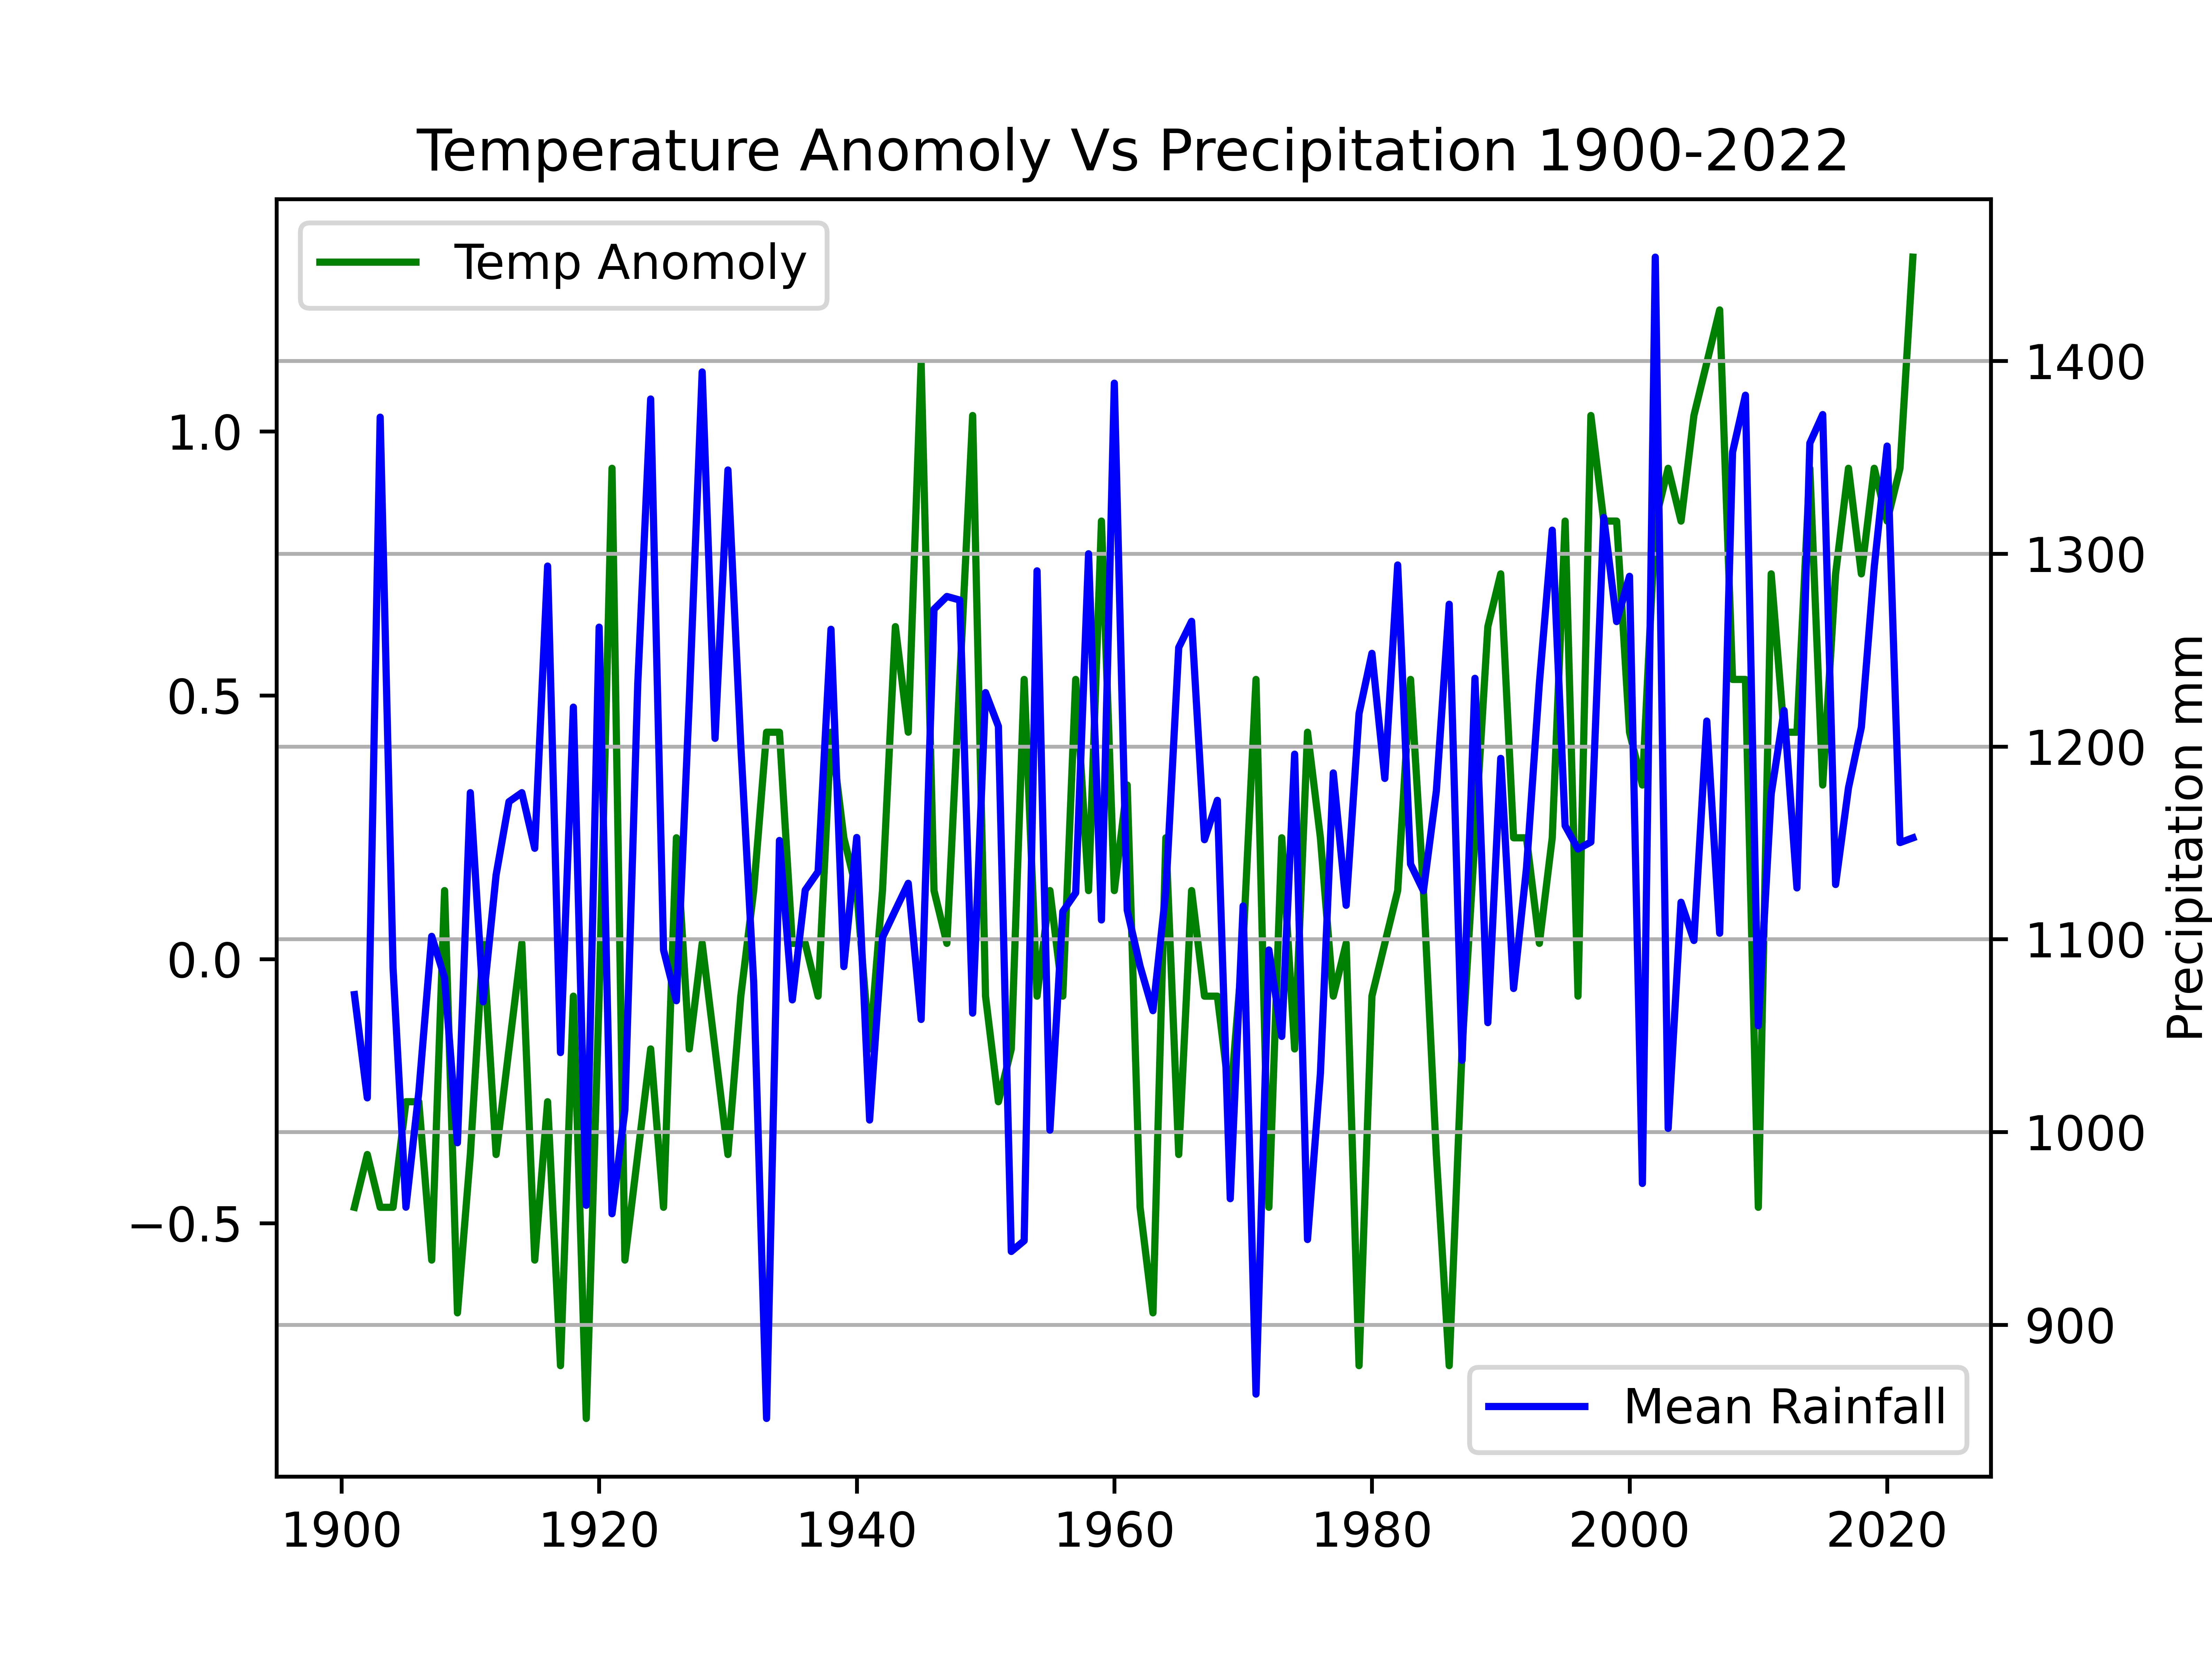 Temperature Anomoly Vs Precipitation 1900-2022
Temp Anomoly
1.0
0.5
0.0
−0.5
1400
1300
1200
1100
1000
900
Precipitation mm
Mean Rainfall
1900 1920 1940 1960 1980 2000 2020